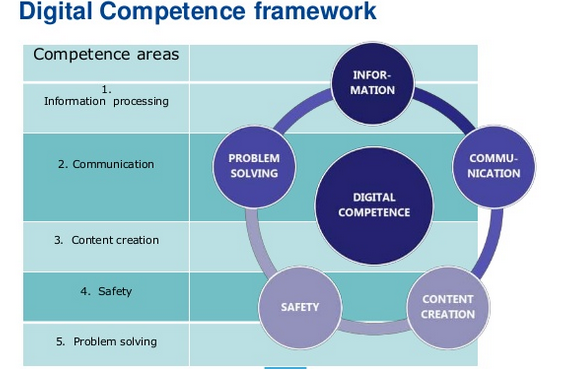 Digital Competence framework
Competence areas
1.
Information processing
2. Communication
3. Content creation
4. Safety
5. Problem solving
INFOR-
MATION
COMMU-
NICATION
CONTENT
CREATION
SAFETY
PROBLEM
SOLVING
DIGITAL
COMPETENCE